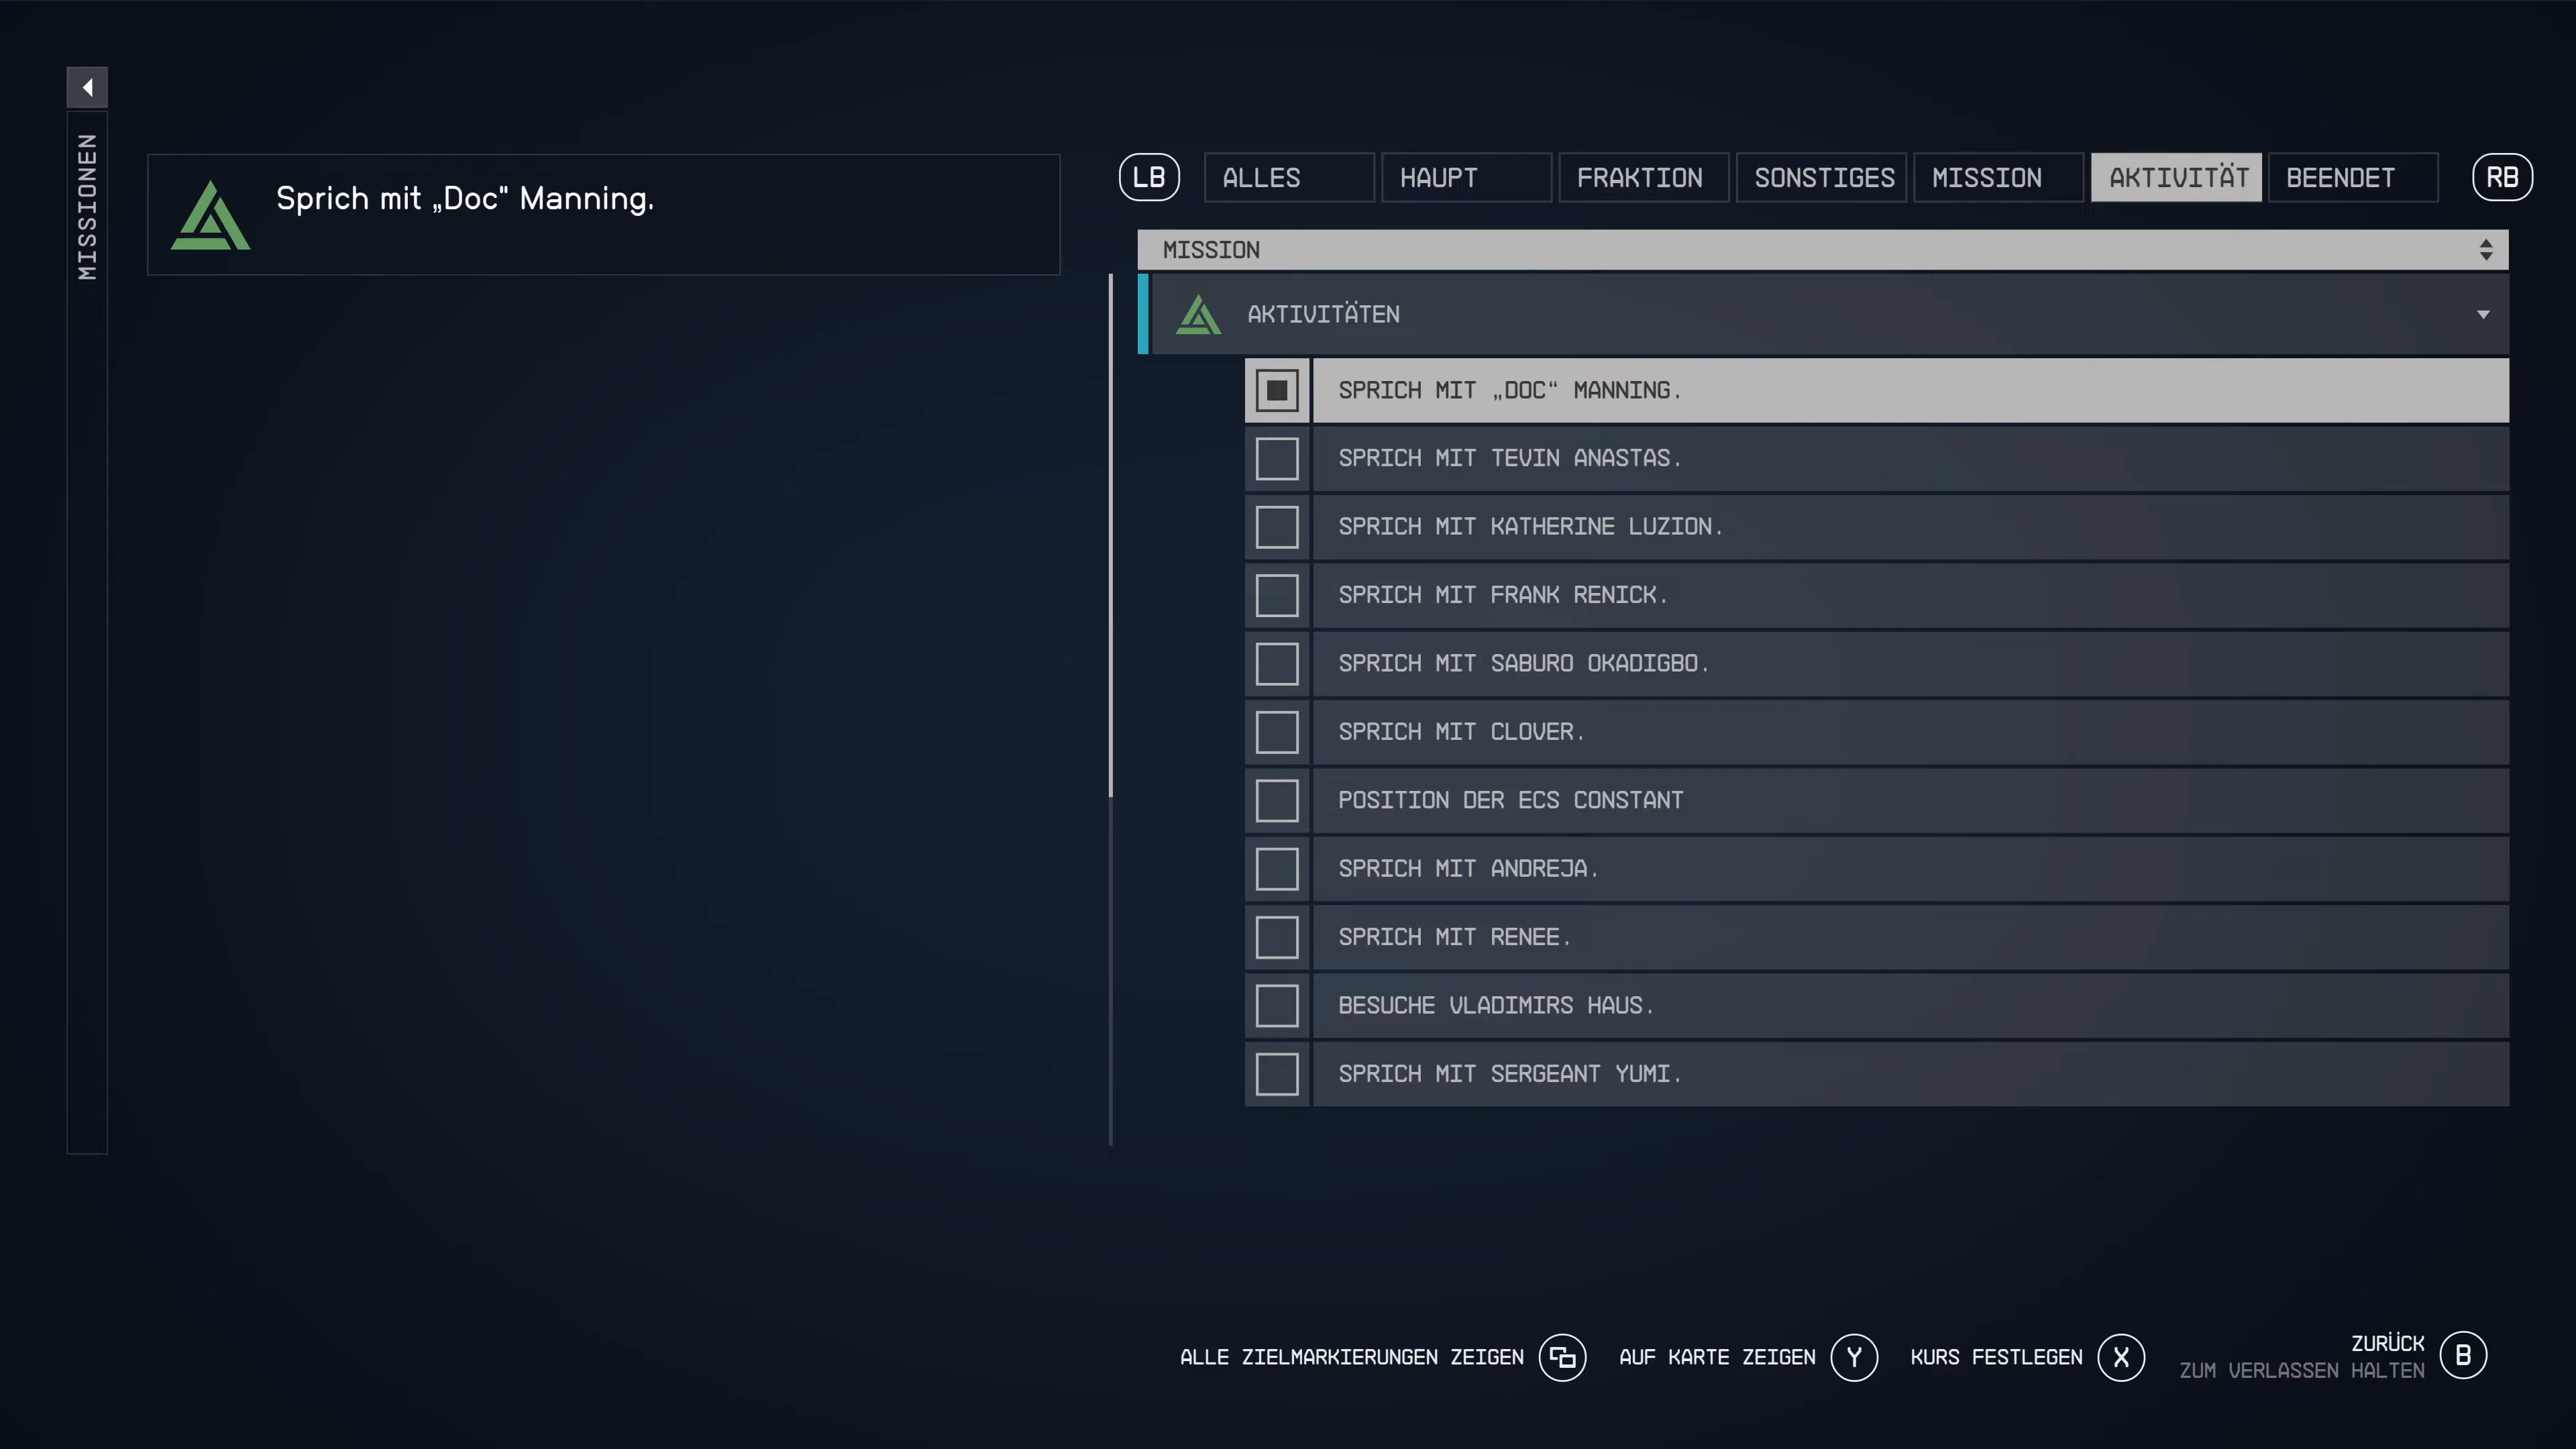 MISSIONEN
Sprich mit „Doc" Manning.
LB
ALLES
HAUPT
FRAKTION
SONSTIGES
MISSION
AKTIVITÄT
BEENDET
RB
MISSION
AKTIVITÄTEN
SPRICH MIT „DOC“ MANNING.
SPRICH MIT TEVIN ANASTAS.
SPRICH MIT KATHERINE LUZION.
SPRICH MIT FRANK RENICK.
SPRICH MIT SABURO OKADIGBO.
SPRICH MIT CLOVER.
POSITION DER ECS CONSTANT
SPRICH MIT ANDREJA.
SPRICH MIT RENEE.
BESUCHE VLADIMIRS HAUS.
SPRICH MIT SERGEANT YUMI.
ALLE ZIELMARKIERUNGEN ZEIGEN
AUF KARTE ZEIGEN Y
KURS FESTLEGEN X
ZURÜCK B
ZUM VERLASSEN HALTEN